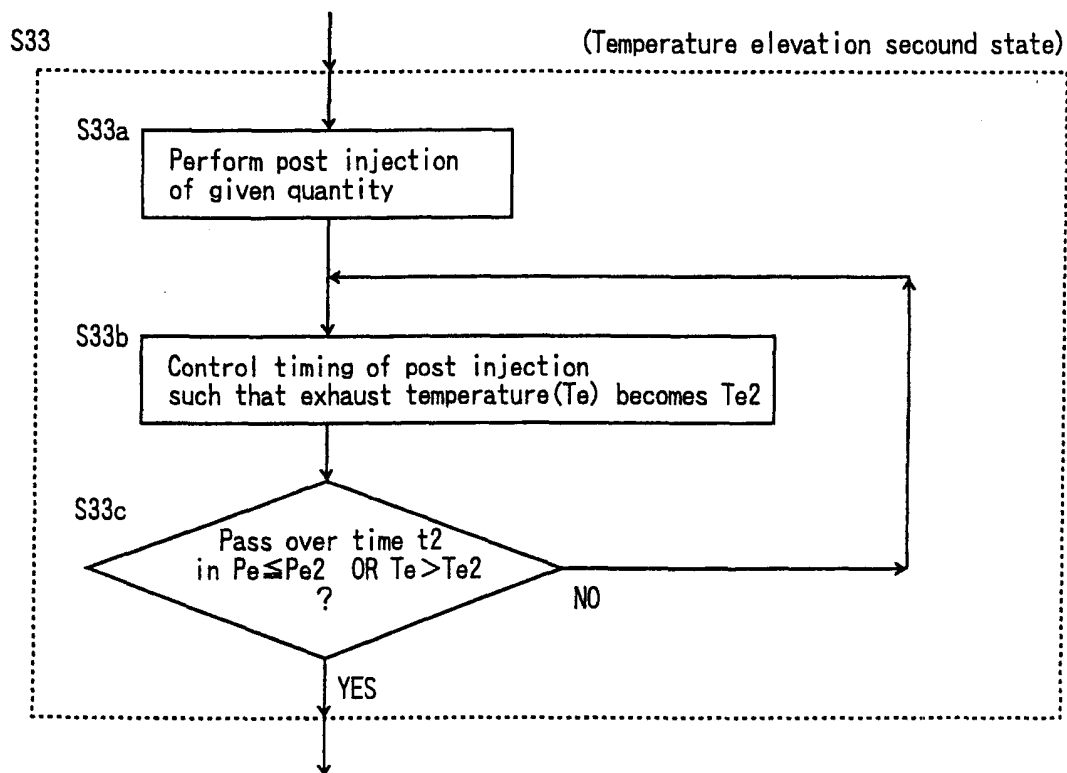 S33
(Temperature elevation secound state)
S33a
Perform post injection
of given quantity
S33b
Control timing of post injection
such that exhaust temperature(Te) becomes Te2
S33c
Pass over time t2
in Pe≦Pe2 OR Te>Te2
?
NO
YES